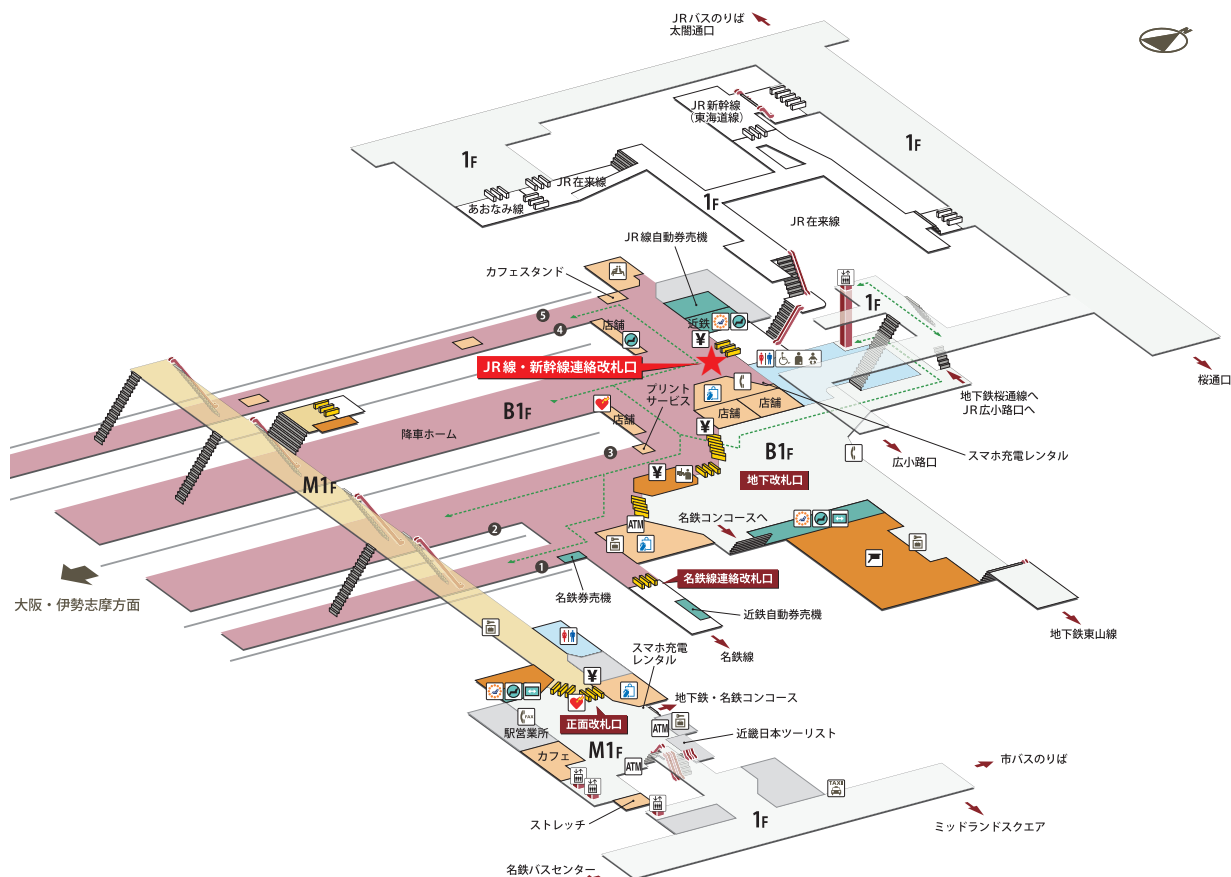 JRバスのりば
太閤通口
JR新幹線
(東海道線)
1F
1F
JR在来線
あおなみ線
1F
JR在来線
JR線自動券売機
カフェスタンド
1F
5
4
店舗
近鉄
¥
JR線・新幹線連絡改札口
プリント
サービス
店舗
店舗
桜通口
地下鉄桜通線へ
JR広小路口へ
B1F
店舗
降車ホーム
¥
3
B1F
広小路口
スマホ充電レンタル
M1F
¥
地下改札口
2
ATM
名鉄コンコースへ
1
名鉄線連絡改札口
大阪・伊勢志摩方面
名鉄券売機
近鉄自動券売機
地下鉄東山線
名鉄線
スマホ充電
レンタル
¥
地下鉄・名鉄コンコース
FAX
正面改札口
ATM
駅営業所
近畿日本ツーリスト
M1F
カフェ
ATM
市バスのりば
TAXI
ストレッチ
1F
ミッドランドスクエア
名鉄バスセンター